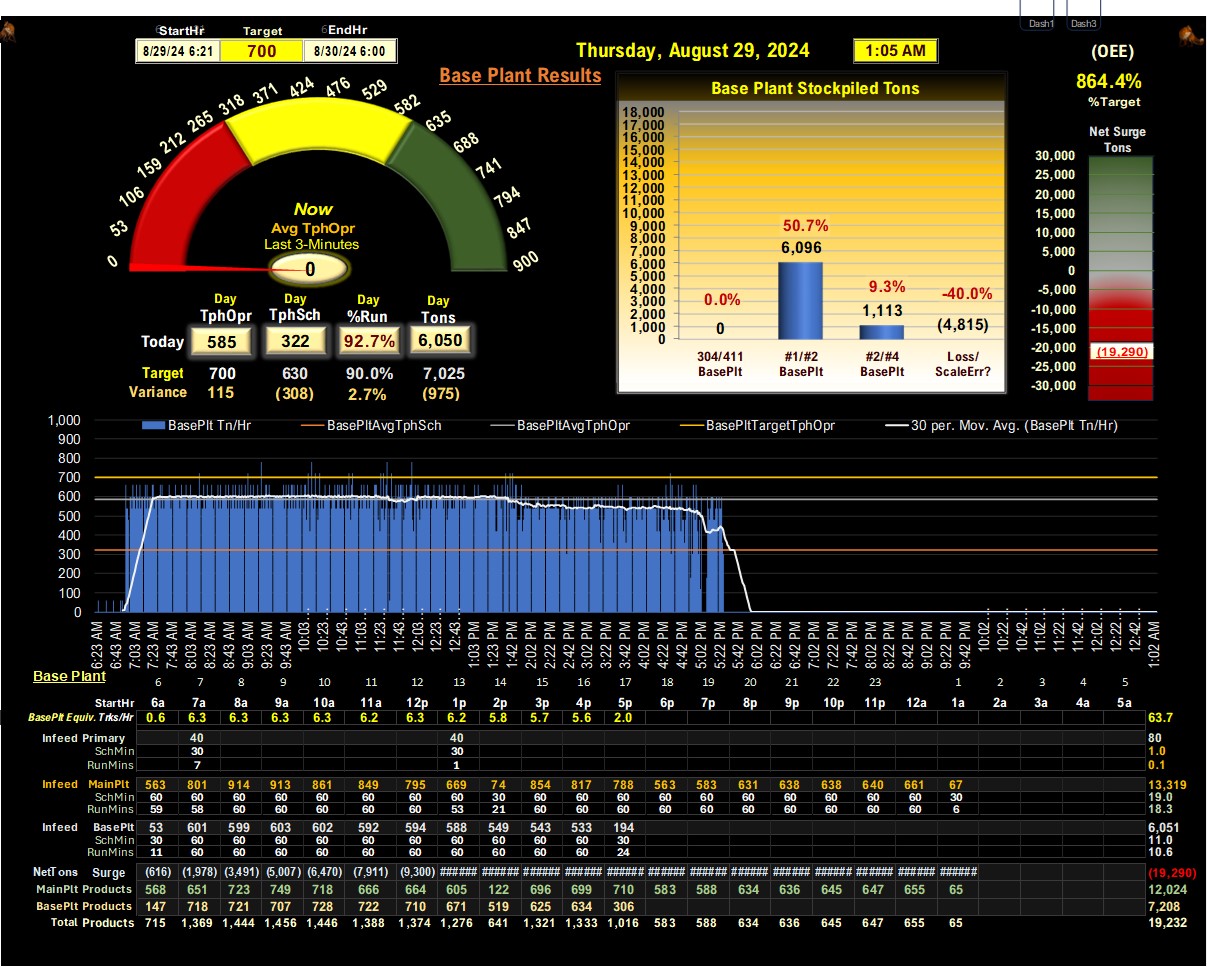 Dash1 Dash3
StartHr Target EndHr
8/29/24 6:21 700 8/30/24 6:00
Thursday, August 29, 2024 1:05 AM
(OEE)
864.4%
%Target
Base Plant Results
Base Plant Stockpiled Tons
Net Surge
Tons
0 53 106 159 212 265 318 371 424 476 529 582 635 688 741 794 847 900
Now
Avg TphOpr
Last 3-Minutes
0
18,000
17,000
16,000
15,000
14,000
13,000
12,000
11,000
10,000
9,000
8,000
7,000
6,000
5,000
4,000
3,000
2,000
1,000
0
0.0% 50.7% 9.3% -40.0%
0 6,096 1,113 (4,815)
304/411 #1/#2 #2/#4 Loss/
BasePlt BasePlt BasePlt ScaleErr?
30,000
25,000
20,000
15,000
10,000
5,000
0
-5,000
-10,000
-15,000
-20,000
-25,000
-30,000
(19,290)
Day Day Day Day
TphOpr TphSch %Run Tons
Today 585 322 92.7% 6,050
Target 700 630 90.0% 7,025
Variance 115 (308) 2.7% (975)
BasePlt Tn/Hr BasePltAvgTphSch BasePltAvgTphOpr BasePltTargetTphOpr 30 per. Mov. Avg. (BasePlt Tn/Hr)
1,000
900
800
700
600
500
400
300
200
100
0
6:23 AM 6:43 AM 7:03 AM 7:23 AM 7:43 AM 8:03 AM 8:23 AM 8:43 AM 9:03 AM 9:23 AM 9:43 AM 10:03... 10:23... 10:43... 11:03... 11:23... 11:43... 12:03... 12:23... 12:43... 1:03 PM 1:23 PM 1:42 PM 2:02 PM 2:22 PM 2:42 PM 3:02 PM 3:22 PM 3:42 PM 4:02 PM 4:22 PM 4:42 PM 5:02 PM 5:22 PM 5:42 PM 6:02 PM 6:22 PM 6:42 PM 7:02 PM 7:22 PM 7:42 PM 8:02 PM 8:22 PM 8:42 PM 9:02 PM 9:22 PM 9:42 PM 10:02... 10:22... 10:42... 11:02... 11:22... 11:42... 12:02... 12:22... 12:42... 1:02 AM
Base Plant
6 7 8 9 10 11 12 13 14 15 16 17 18 19 20 21 22 23 1 2 3 4 5
StartHr 6a 7a 8a 9a 10a 11a 12p 1p 2p 3p 4p 5p 6p 7p 8p 9p 10p 11p 12a 1a 2a 3a 4a 5a
BasePlt Equiv. Trks/Hr 0.6 6.3 6.3 6.3 6.3 6.2 6.3 6.2 5.8 5.7 5.6 2.0 63.7
Infeed Primary 40 40 80
SchMin 30 30 1.0
RunMins 7 1 0.1
Infeed MainPlt 563 801 914 913 861 849 795 669 74 854 817 788 563 583 631 638 638 640 661 67 13,319
SchMin 60 60 60 60 60 60 60 60 30 60 60 60 60 60 60 60 60 60 60 30 19.0
RunMins 59 58 60 60 60 60 60 53 21 60 60 60 60 60 60 60 60 60 60 6 18.3
Infeed BasePlt 53 601 599 603 602 592 594 588 549 543 533 194 6,051
SchMin 30 60 60 60 60 60 60 60 60 60 60 30 11.0
RunMins 11 60 60 60 60 60 60 60 60 60 60 24 10.6
NetTons Surge (616) (1,978) (3,491) (5,007) (6,470) (7,911) (9,300) ###### ###### ###### ###### ###### ###### ###### ###### ###### ###### ###### ###### ###### (19,290)
MainPlt Products 568 651 723 749 718 666 664 605 122 696 699 710 583 588 634 636 645 647 655 65 12,024
BasePlt Products 147 718 721 707 728 722 710 671 519 625 634 306 7,208
Total Products 715 1,369 1,444 1,456 1,446 1,388 1,374 1,276 641 1,321 1,333 1,016 583 588 634 636 645 647 655 65 19,232